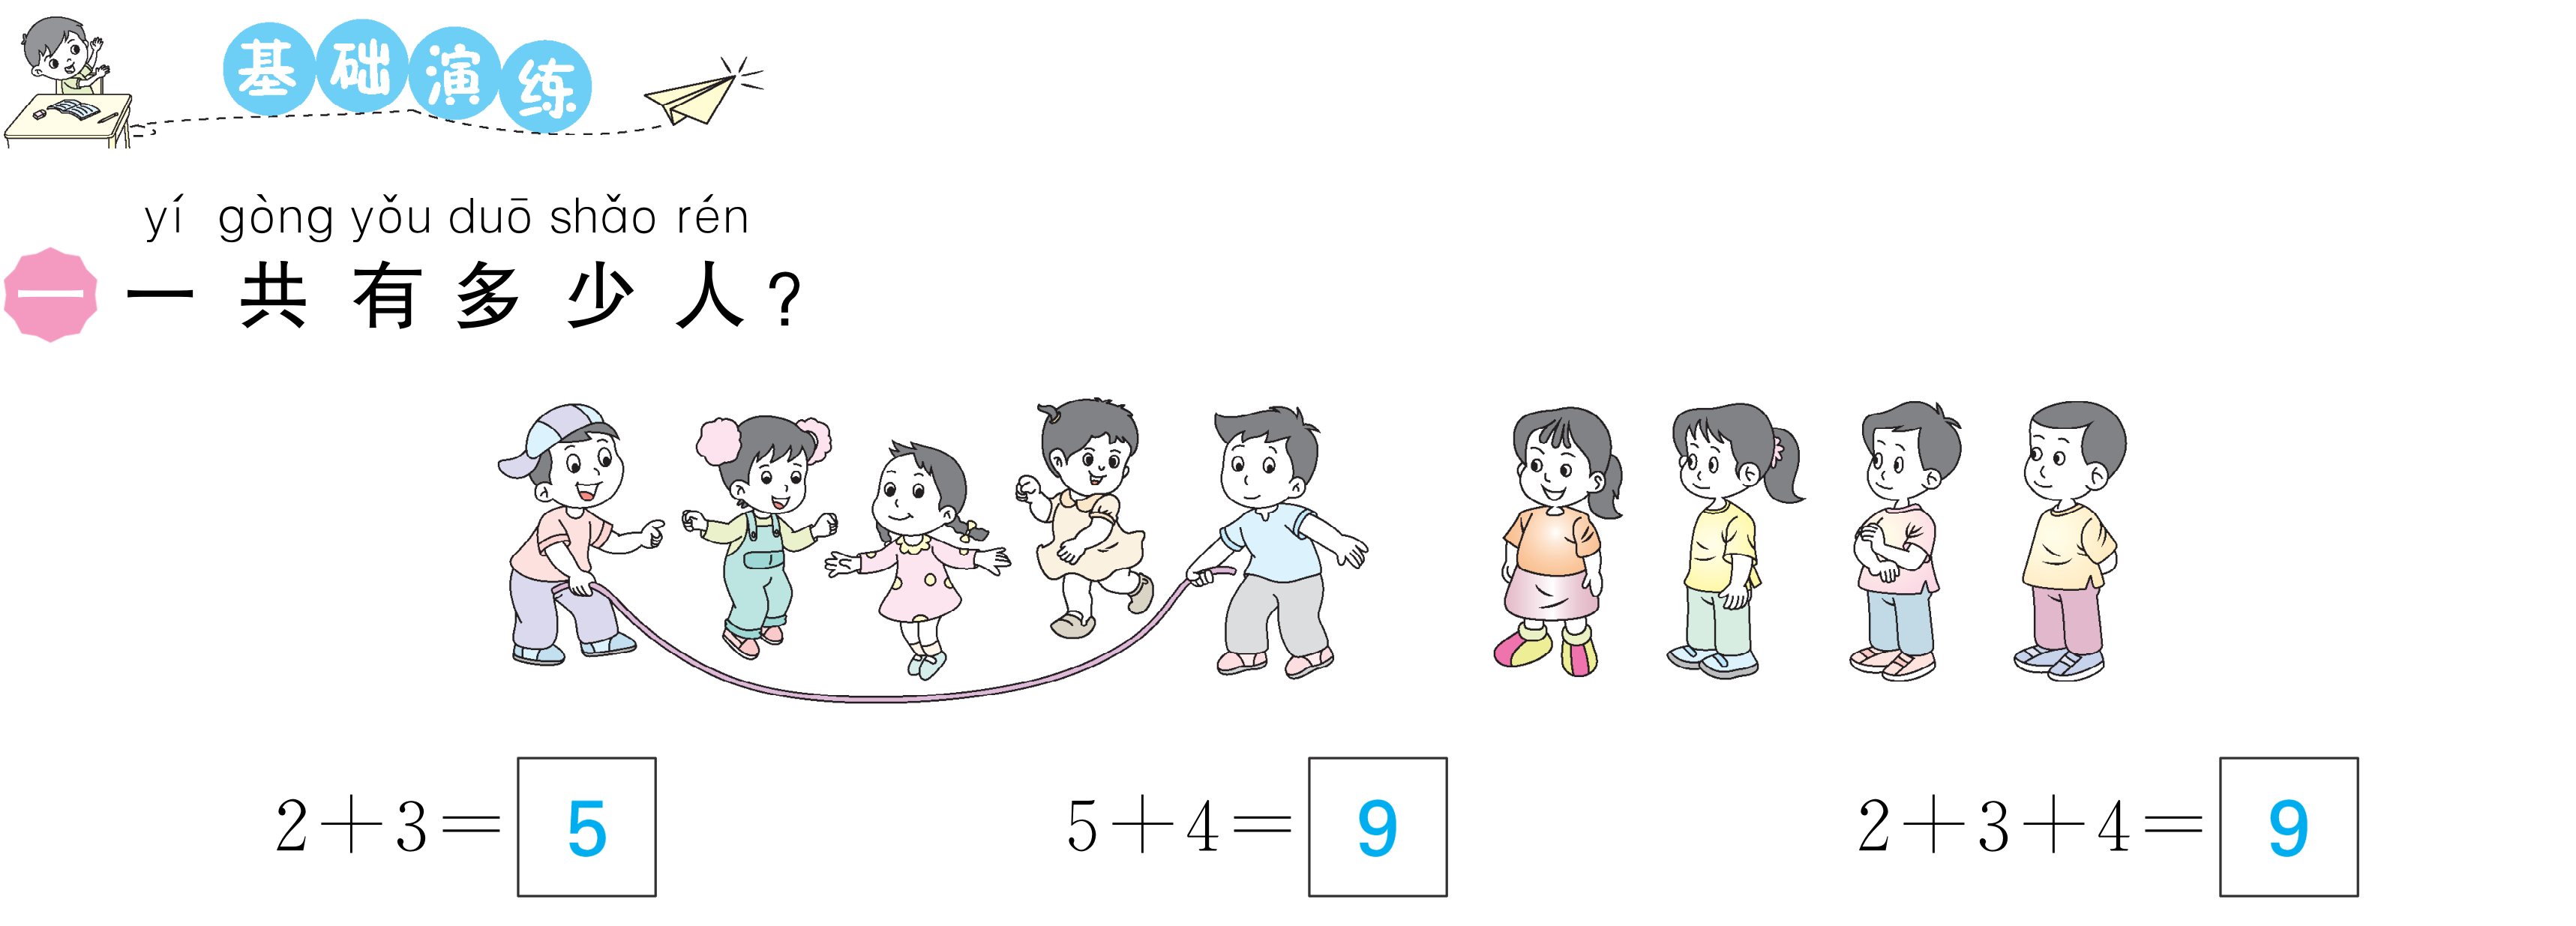 基础演练
yí gòng yǒu duō shǎo rén
一 一共有多少人?
2+3=5 5+4=9 2+3+4=9